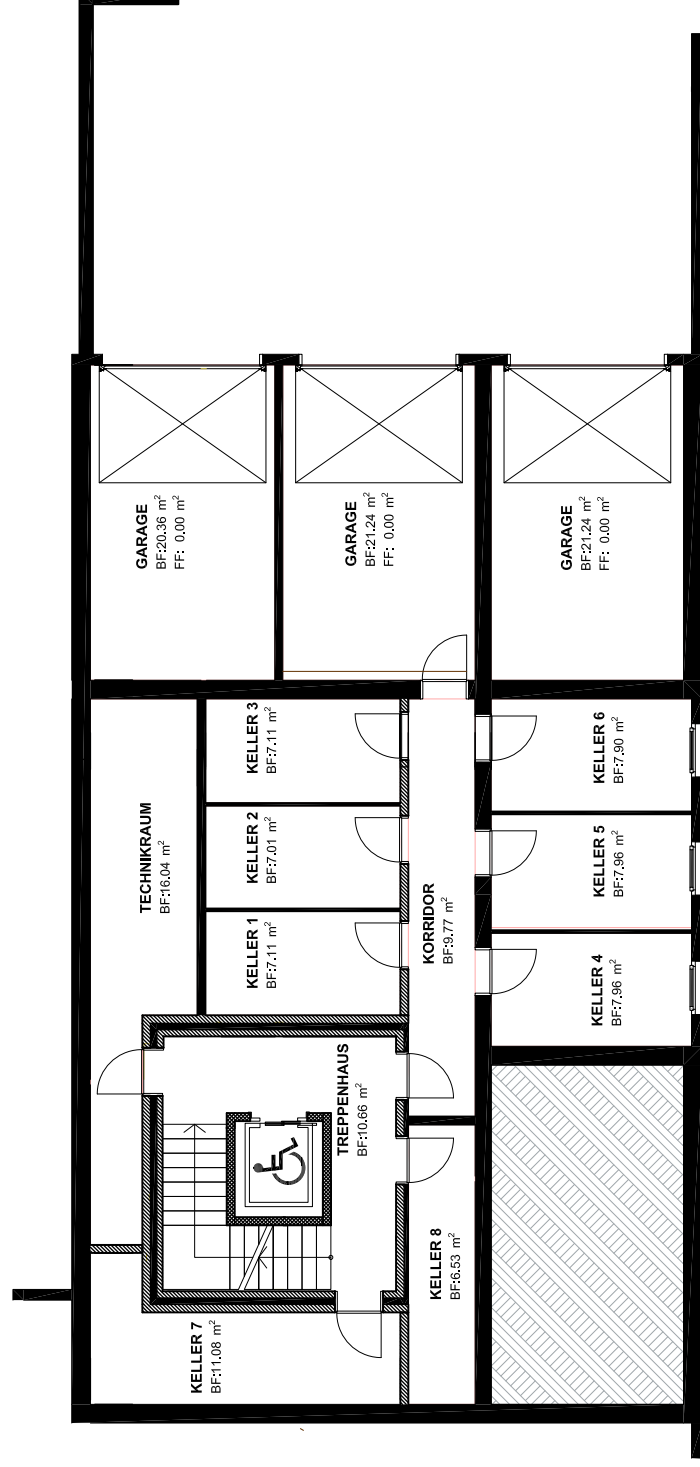 GARAGE
BF:20.36 m²
FF: 0.00 m²
GARAGE
BF:21.24 m²
FF: 0.00 m²
GARAGE
BF:21.24 m²
FF: 0.00 m²
TECHNIKRAUM
BF:16.04 m²
KELLER 3
BF:7.11 m²
KELLER 2
BF:7.01 m²
KELLER 1
BF:7.11 m²
KORRIDOR
BF:9.77 m²
KELLER 6
BF:7.90 m²
KELLER 5
BF:7.96 m²
KELLER 4
BF:7.96 m²
TREPPENHAUS
BF:10.66 m²
KELLER 8
BF:6.53 m²
KELLER 7
BF:11.08 m²